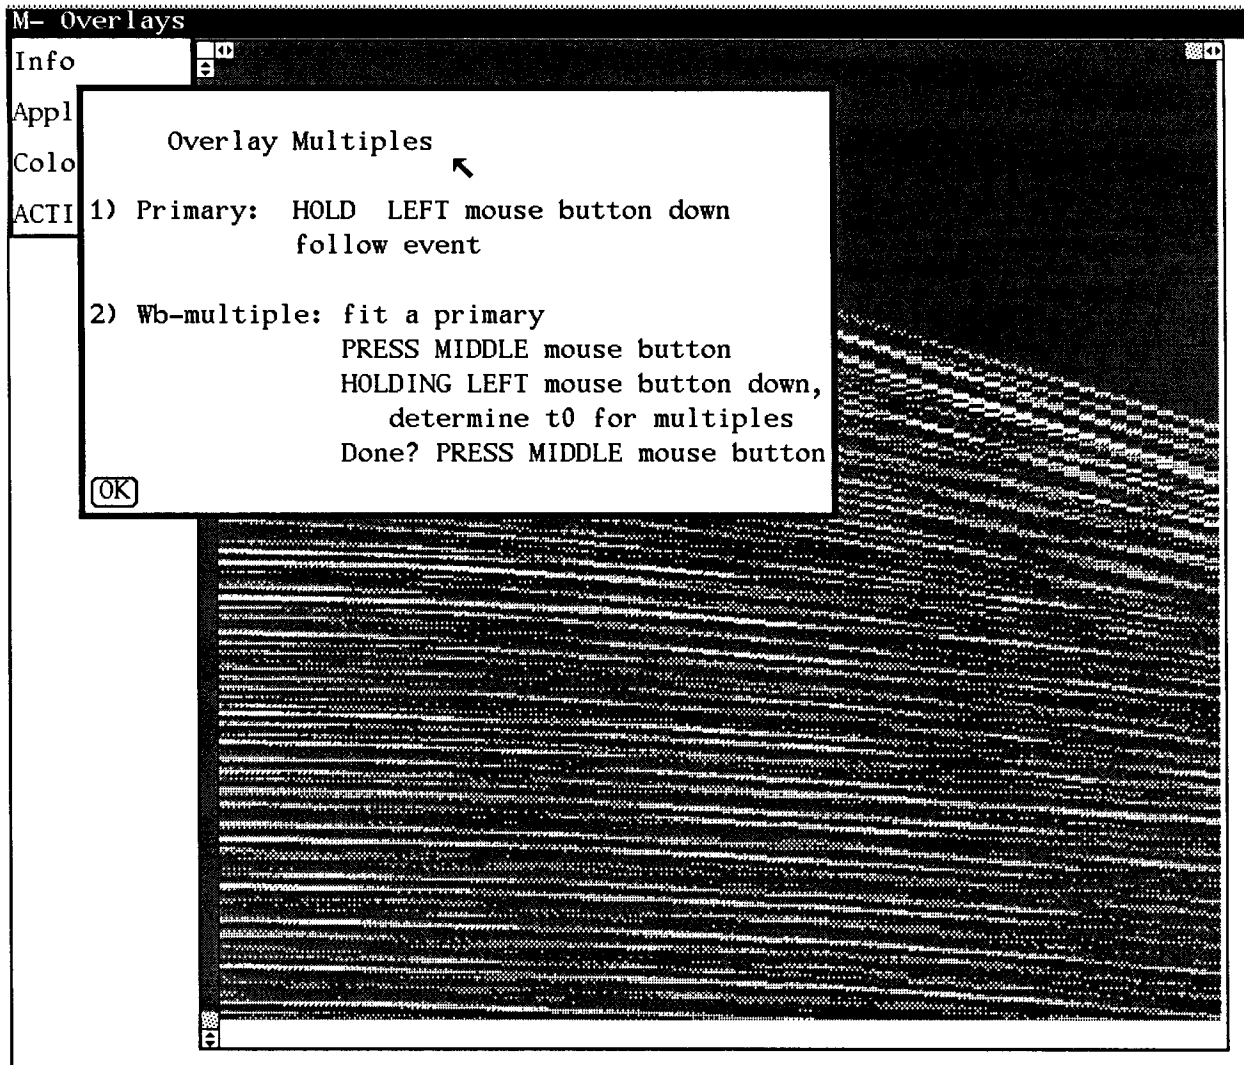 M- Overlays
Info
Appl
Colo
ACTI
Overlay Multiples
1) Primary: HOLD LEFT mouse button down
follow event
2) Wb-multiple: fit a primary
PRESS MIDDLE mouse button
HOLDING LEFT mouse button down,
determine t0 for multiples
Done? PRESS MIDDLE mouse button
OK